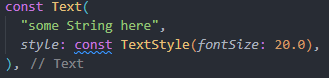 const Text(
"some String here",
style: const TextStyle(fontSize: 20.0),
), // Text